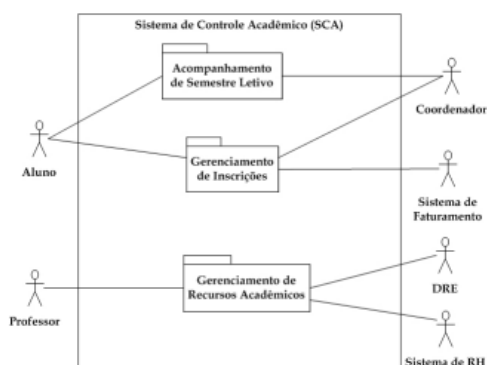 Sistema de Controle Acadêmico (SCA)
Acompanhamento
de Semestre Letivo
Coordenador
Aluno
Gerenciamento
de Inscrições
Sistema de
Faturamento
Gerenciamento de
Recursos Acadêmicos
DRE
Professor
Sistema de RH